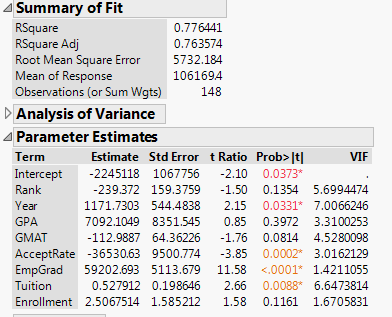 Summary of Fit
RSquare 0.776441
RSquare Adj 0.763574
Root Mean Square Error 5732.184
Mean of Response 106169.4
Observations (or Sum Wgts) 148
Analysis of Variance
Parameter Estimates
Term Estimate Std Error t Ratio Prob>|t| VIF
Intercept -2245118 1067756 -2.10 0.0373* .
Rank -239.372 159.3759 -1.50 0.1354 5.6994474
Year 1171.7303 544.4838 2.15 0.0331* 7.0066246
GPA 7092.1049 8351.545 0.85 0.3972 3.3100253
GMAT -112.9887 64.36226 -1.76 0.0814 4.5280098
AcceptRate -36530.63 9500.774 -3.85 0.0002* 3.0162129
EmpGrad 59202.693 5113.679 11.58 <.0001* 1.4211055
Tuition 0.527912 0.198646 2.66 0.0088* 6.6473814
Enrollment 2.5067514 1.585212 1.58 0.1161 1.6705831